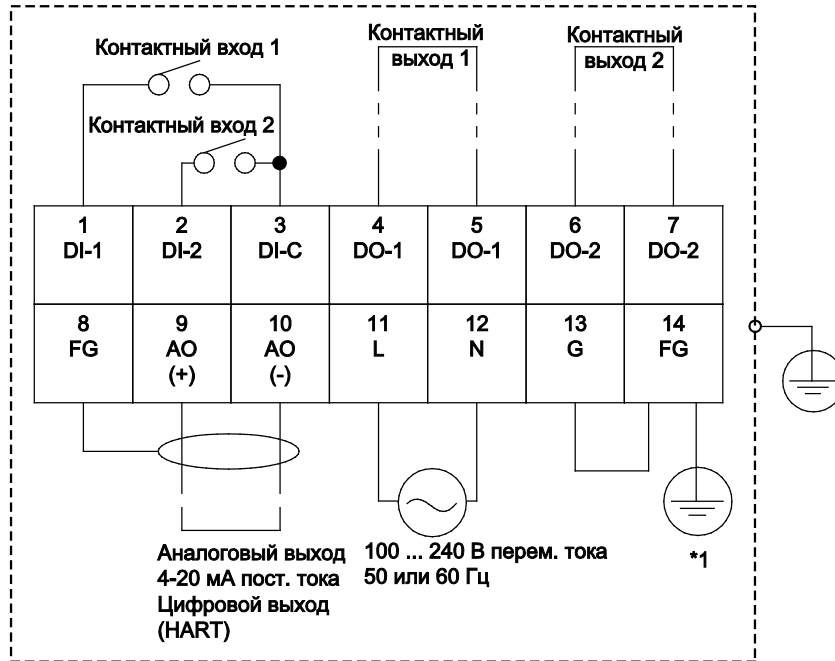 Контактный вход 1
Контактный
выход 1
Контактный
выход 2
Контактный вход 2
1
DI-1
2
DI-2
3
DI-C
4
DO-1
5
DO-1
6
DO-2
7
DO-2
8
FG
9
AO
(+)
10
AO
(-)
11
L
12
N
13
G
14
FG
Аналоговый выход
4-20 мА пост. тока
Цифровой выход
(HART)
100 ... 240 В перем. тока
50 или 60 Гц
*1